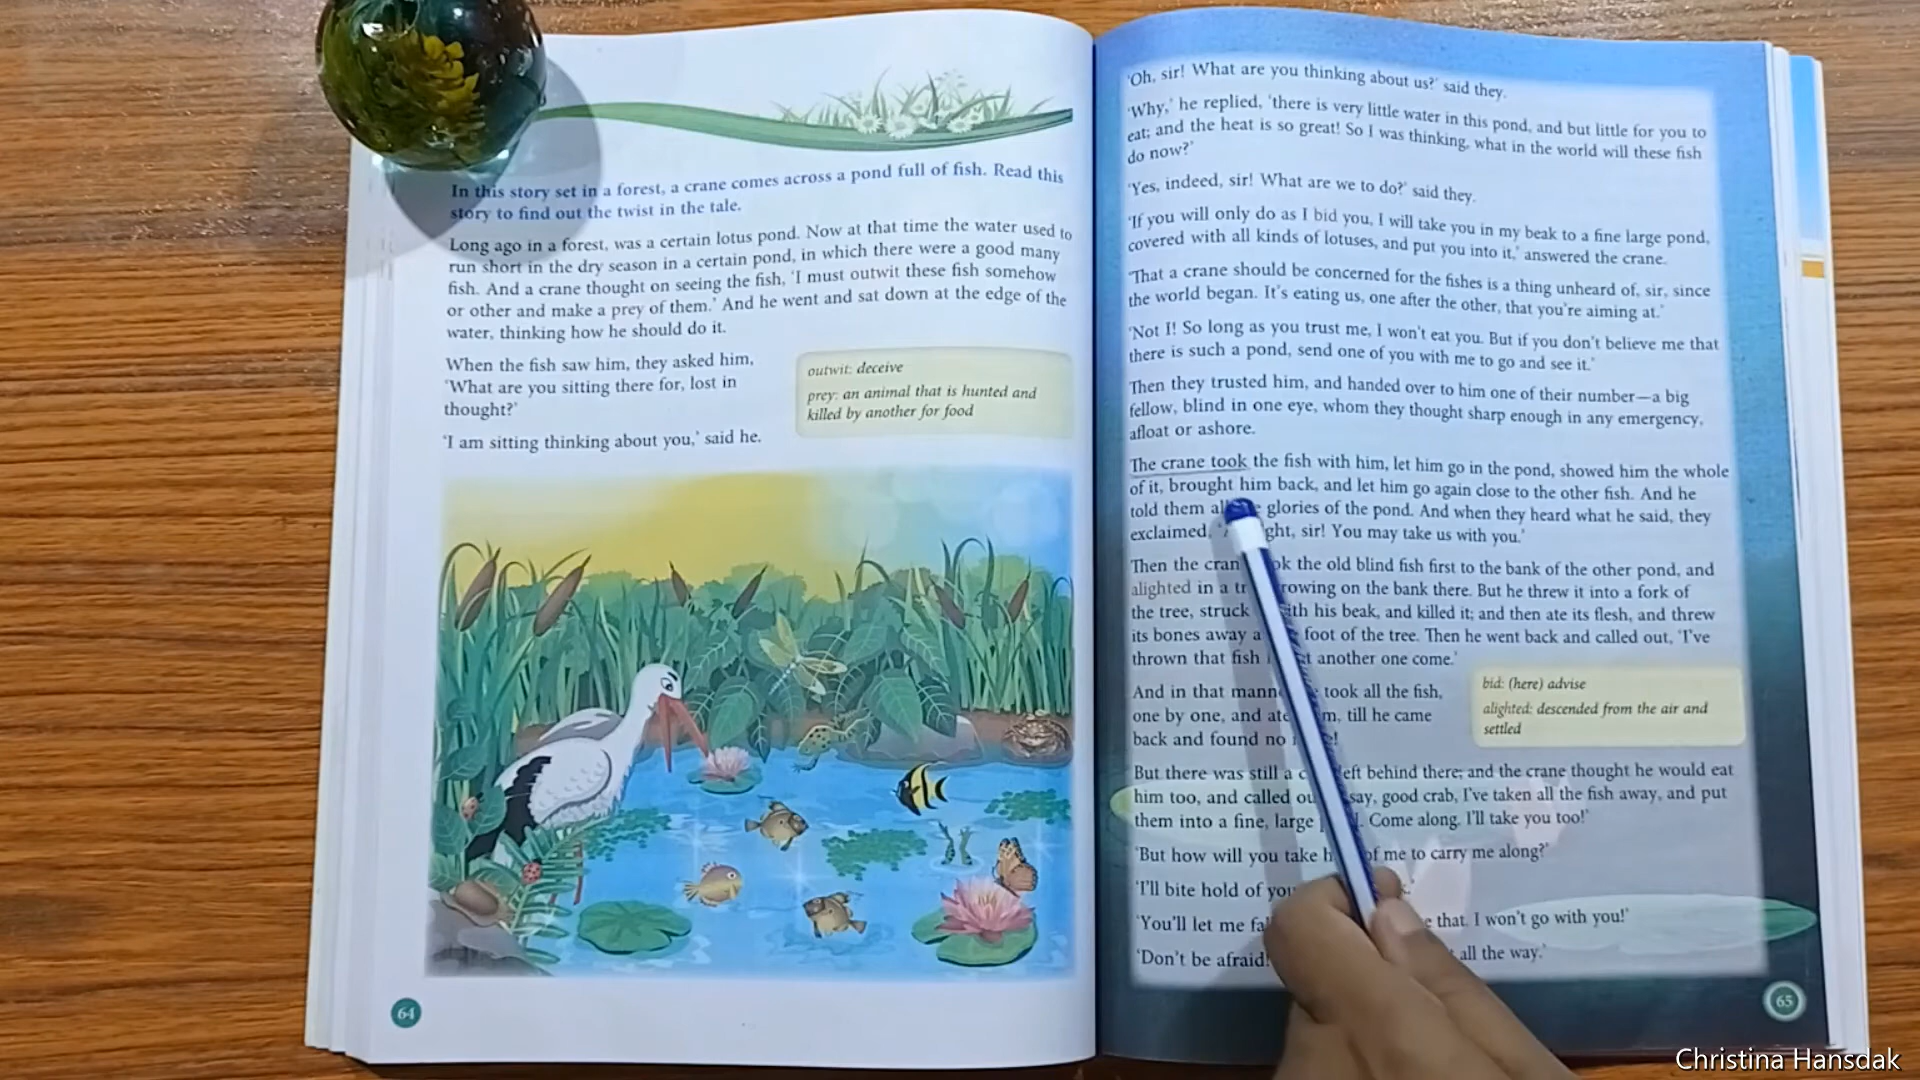 In this story set in a forest, a crane comes across a pond full of fish. Read this
story to find out the twist in the tale.
Long ago in a forest, was a certain lotus pond. Now at that time the water used to
run short in the dry season in a certain pond, in which there were a good many
fish. And a crane thought on seeing the fish, 'I must outwit these fish somehow
or other and make a prey of them.' And he went and sat down at the edge of the
water, thinking how he should do it.
When the fish saw him, they asked him,
'What are you sitting there for, lost in
thought?'
'I am sitting thinking about you,' said he.
outwit: deceive
prey: an animal that is hunted and
killed by another for food
64
'Oh, sir! What are you thinking about us?' said they.
'Why,' he replied, 'there is very little water in this pond, and but little for you to
eat; and the heat is so great! So I was thinking, what in the world will these fish
do now?'
'Yes, indeed, sir! What are we to do?' said they.
'If you will only do as I bid you, I will take you in my beak to a fine large pond,
covered with all kinds of lotuses, and put you into it,' answered the crane.
'That a crane should be concerned for the fishes is a thing unheard of, sir, since
the world began. It's eating us, one after the other, that you're aiming at.'
'Not I! So long as you trust me, I won't eat you. But if you don't believe me that
there is such a pond, send one of you with me to go and see it.'
Then they trusted him, and handed over to him one of their number—a big
fellow, blind in one eye, whom they thought sharp enough in any emergency,
afloat or ashore.
The crane took the fish with him, let him go in the pond, showed him the whole
of it, brought him back, and let him go again close to the other fish. And he
told them glories of the pond. And when they heard what he said, they
exclaimed, sir! You may take us with you.'
Then the the old blind fish first to the bank of the other pond, and
alighted in a on the bank there. But he threw it into a fork of
the tree, struck his beak, and killed it; and then ate its flesh, and threw
its bones away foot of the tree. Then he went back and called out, 'I've
thrown that fish another one come.'
And in that took all the fish,
one by one, and till he came
back and found no
bid: (here) advise
alighted: descended from the air and
settled
But there was still a behind there; and the crane thought he would eat
him too, and called say, good crab, I've taken all the fish away, and put
them into a fine, large Come along. I'll take you too!'
'But how will you take of me to carry me along?'
'I'll bite hold of
'You'll let me that. I won't go with you!'
'Don't be afraid! all the way.'
65
Christina Hansdak